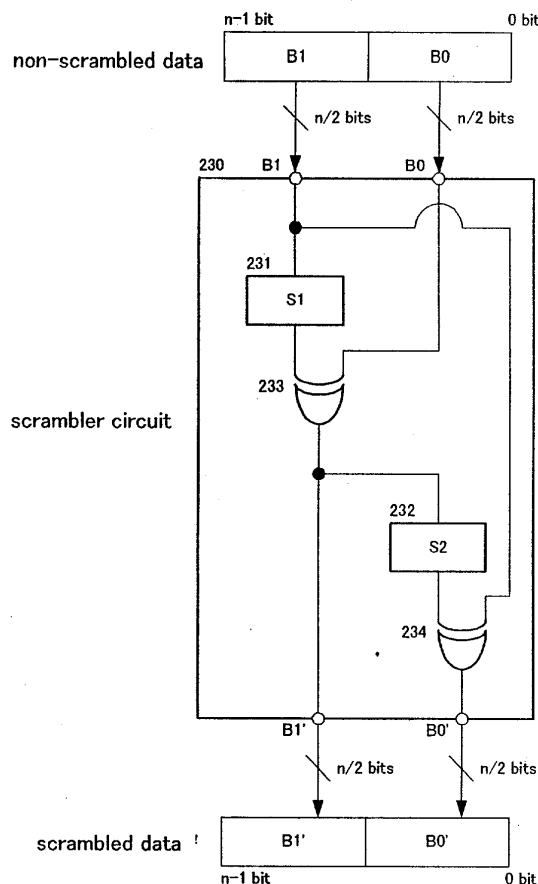 n-1 bit 0 bit
non-scrambled data B1 B0
n/2 bits n/2 bits
230 B1 B0
231
S1
233
scrambler circuit
232
S2
234
B1' B0'
n/2 bits n/2 bits
scrambled data B1' B0'
n-1 bit 0 bit